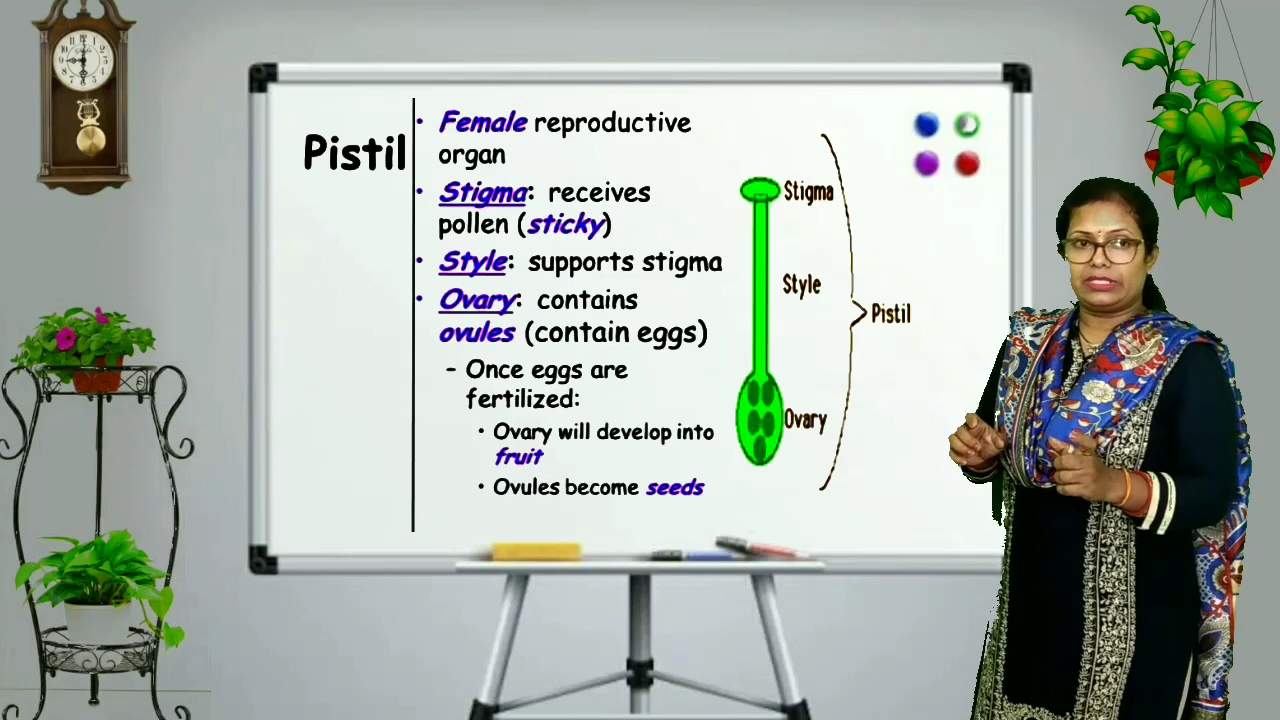 Pistil
• Female reproductive
organ
• Stigma: receives
pollen (sticky)
• Style: supports stigma
• Ovary: contains
ovules (contain eggs)
– Once eggs are
fertilized:
• Ovary will develop into
fruit
• Ovules become seeds
Stigma
Style
Pistil
Ovary